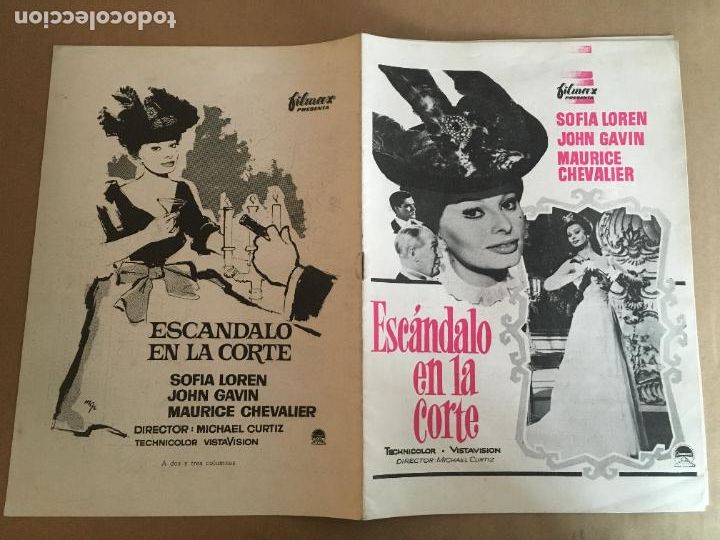 todocoleccion
filmax
PRESENTA
ESCANDALO
EN LA CORTE
SOFIA LOREN
JOHN GAVIN
MAURICE CHEVALIER
DIRECTOR: MICHAEL CURTIZ
TECHNICOLOR VISTAVISION
A dos y tres columnas
filmax
PRESENTA
SOFIA LOREN
JOHN GAVIN
MAURICE
CHEVALIER
Escándalo
en la
corte
TECHNICOLOR • VISTAVISION
DIRECTOR: MICHAEL CURTIZ